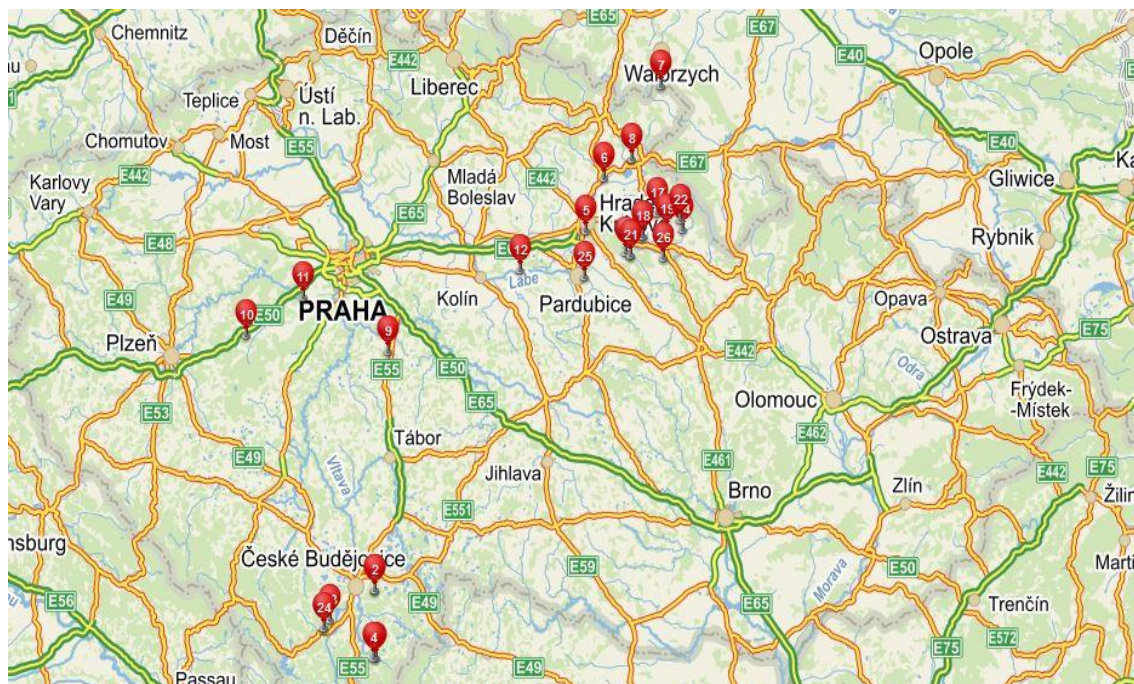 E65
E67
Chemnitz
Děčín
E442
E40
Opole
7
Wałbrzych
Liberec
Teplice
Ústí
n. Lab.
Chomutov
Most
E55
8
E67
E40
6
Mladá
Boleslav
E442
Karlovy
Vary
E442
Gliwice
17
22
5
Hradec
18
19
4
E65
E48
21
26
Rybnik
12
11
25
Labe
E49
Kolín
Pardubice
Opava
10
E50
PRAHA
Ostrava
E75
Plzeň
9
E55
E442
E50
Odra
Frýdek-
-Místek
E53
E65
Olomouc
E462
Tábor
E49
Vltava
Jihlava
E461
E442
E75
Zlín
Brno
E551
nsburg
České Budějovice
2
E59
Morava
E50
Marti
E56
24
E49
E65
Trenčín
4
E572
E55
E49
E75
Passau